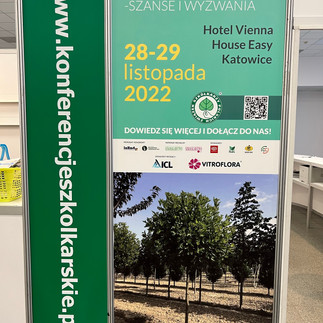 www.konferencjeszkolkarskie.p
-SZANSE I WYZWANIA
28-29
listopada
2022
Hotel Vienna
House Easy
Katowice
DOWIEDZ SIĘ WIĘCEJ I DOŁĄCZ DO NAS!
ICL
VITROFLORA